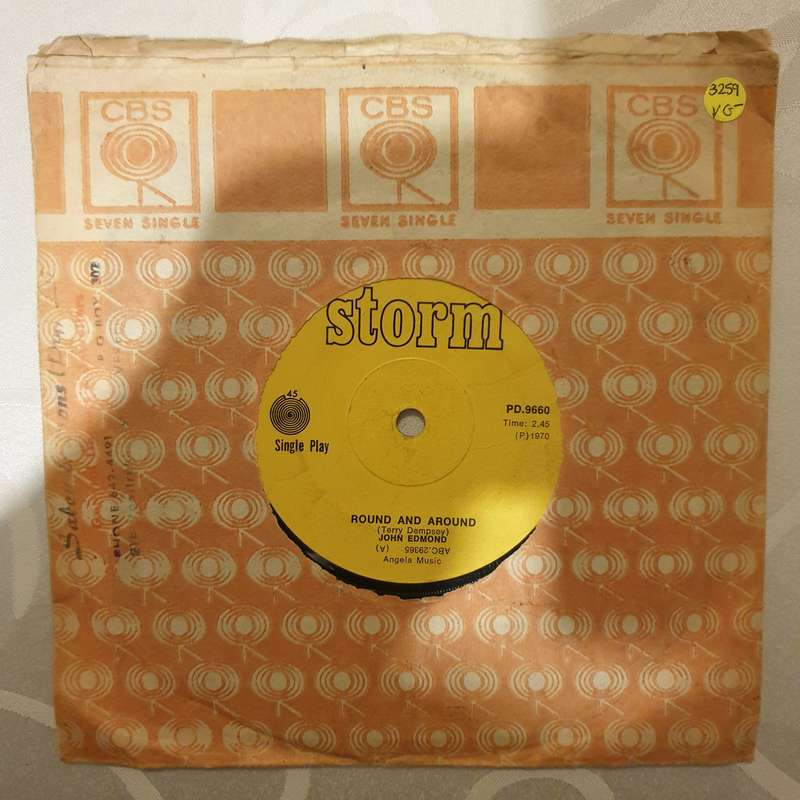 CBS
CBS
CBS
3259
VG-
SEVEN SINGLE
SEVEN SINGLE
SEVEN SINGLE
storm
45
Single Play
PD.9660
Time: 2.45
(P)1970
ROUND AND AROUND
(Terry Dempsey)
JOHN EDMOND
ABC.29365 (A)
Angela Music